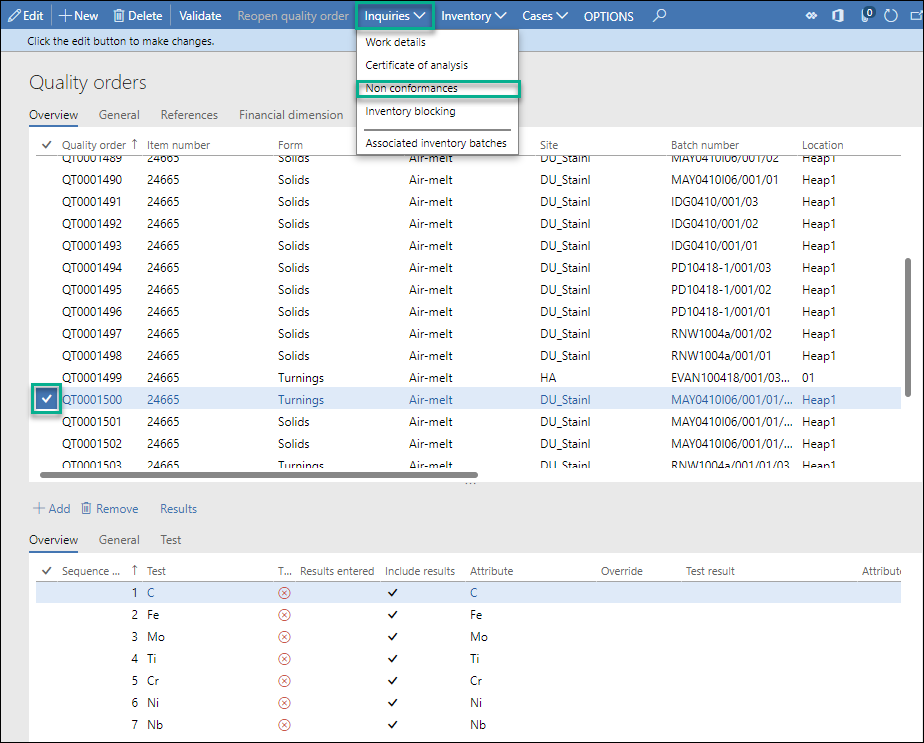 Edit New Delete Validate Reopen quality order Inquiries Inventory Cases OPTIONS 0
Click the edit button to make changes.
Work details
Certificate of analysis
Non conformances
Inventory blocking
Associated inventory batches
Quality orders
Overview General References Financial dimension
Quality order Item number Form Site Batch number Location
QT0001489 24665 Solids Air-melt DU_Stainl MAY0410I06/001/02 Heap1
QT0001490 24665 Solids Air-melt DU_Stainl MAY0410I06/001/01 Heap1
QT0001491 24665 Solids Air-melt DU_Stainl IDG0410/001/03 Heap1
QT0001492 24665 Solids Air-melt DU_Stainl IDG0410/001/02 Heap1
QT0001493 24665 Solids Air-melt DU_Stainl IDG0410/001/01 Heap1
QT0001494 24665 Solids Air-melt DU_Stainl PD10418-1/001/03 Heap1
QT0001495 24665 Solids Air-melt DU_Stainl PD10418-1/001/02 Heap1
QT0001496 24665 Solids Air-melt DU_Stainl PD10418-1/001/01 Heap1
QT0001497 24665 Solids Air-melt DU_Stainl RNW1004a/001/02 Heap1
QT0001498 24665 Solids Air-melt DU_Stainl RNW1004a/001/01 Heap1
QT0001499 24665 Turnings Air-melt HA EVAN100418/001/03... 01
QT0001500 24665 Turnings Air-melt DU_Stainl MAY0410I06/001/01/... Heap1
QT0001501 24665 Solids Air-melt DU_Stainl MAY0410I06/001/01/... Heap1
QT0001502 24665 Solids Air-melt DU_Stainl MAY0410I06/001/01/... Heap1
QT0001503 24665 Turnings Air-melt DU_Stainl RNW1004a/001/01/03 Heap1
Add Remove Results
Overview General Test
Sequence ... Test T... Results entered Include results Attribute Override Test result Attribute
1 C C
2 Fe Fe
3 Mo Mo
4 Ti Ti
5 Cr Cr
6 Ni Ni
7 Nb Nb